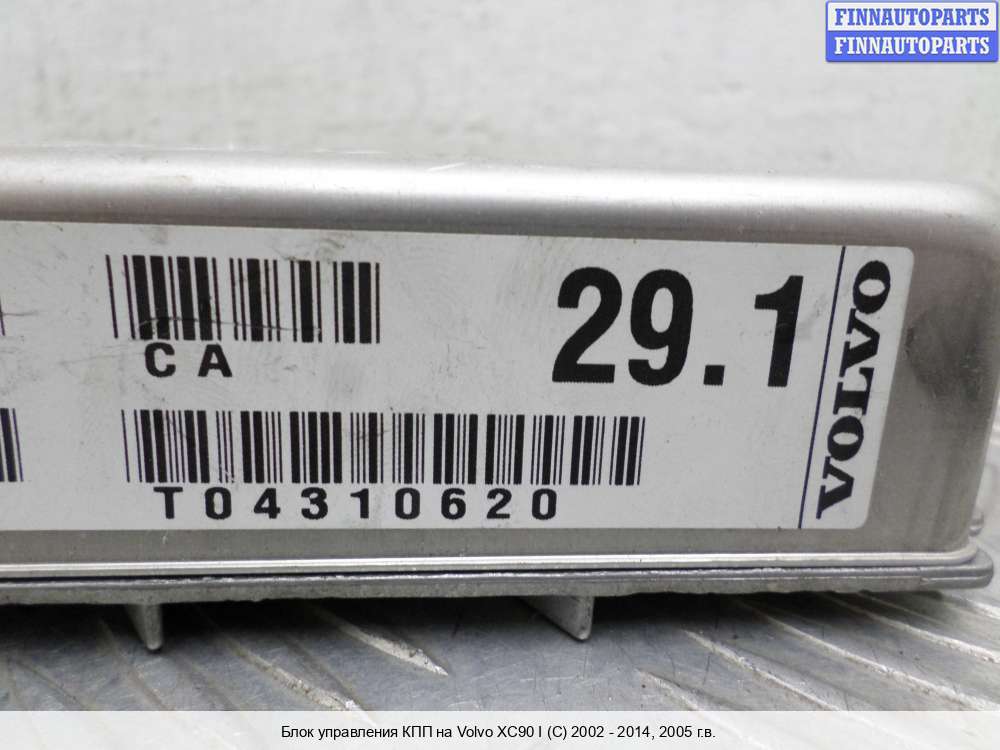 FINNAUTOPARTS
FINNAUTOPARTS
CA
29.1
VOLVO
T04310620
Блок управления КПП на Volvo XC90 I (C) 2002 - 2014, 2005 г.в.